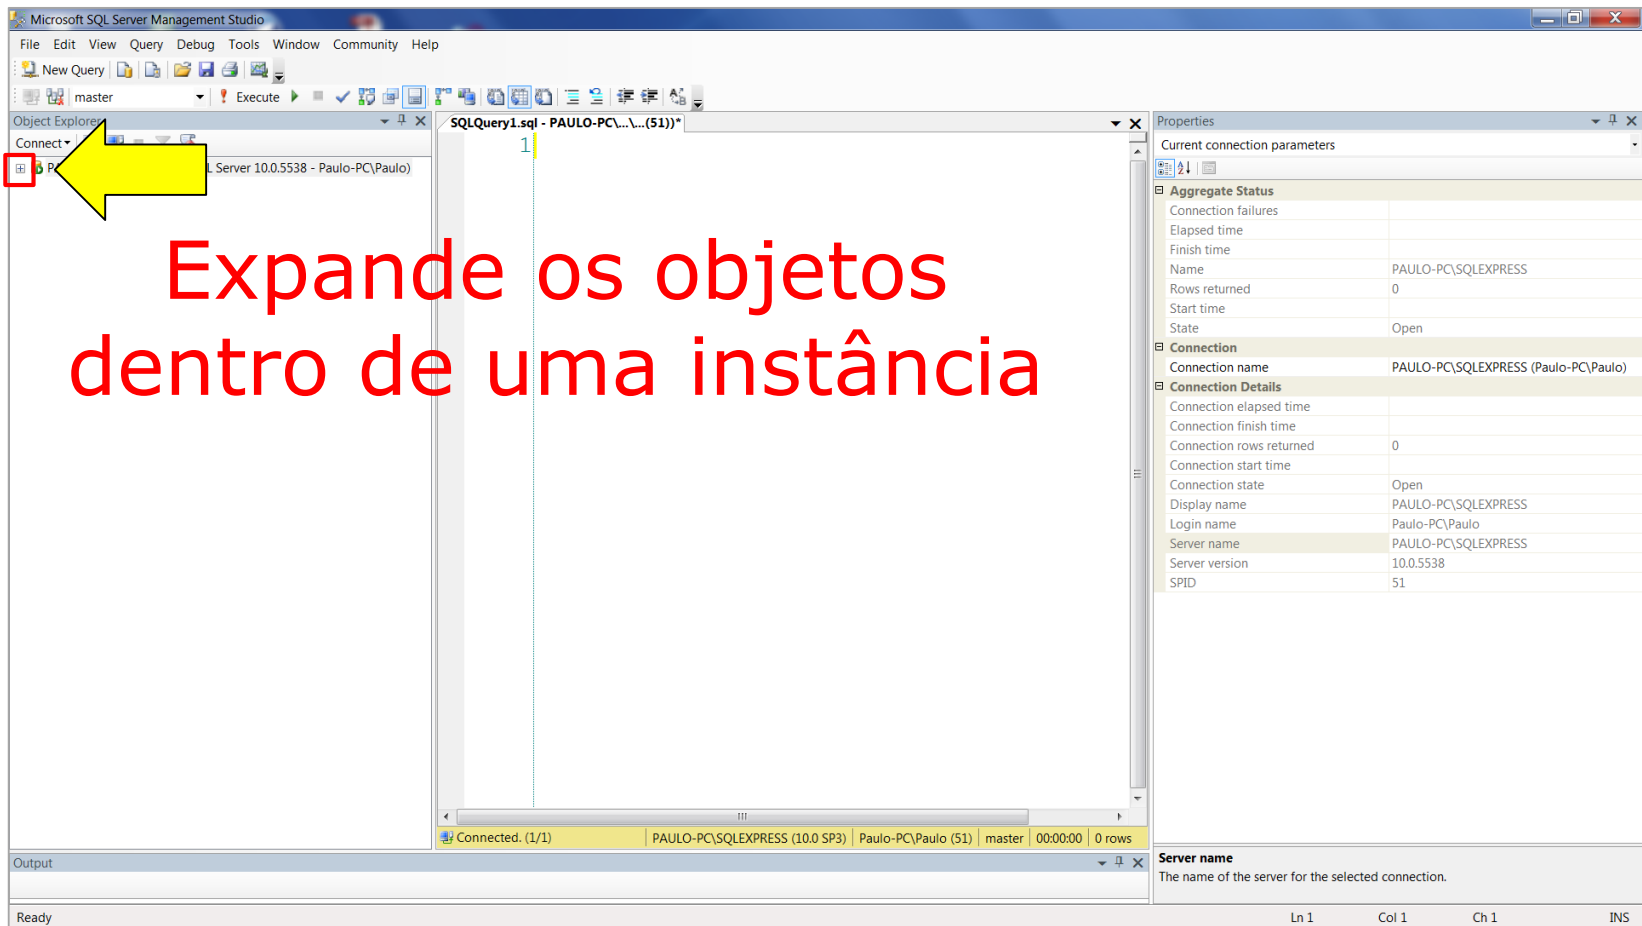 Microsoft SQL Server Management Studio
File Edit View Query Debug Tools Window Community Help
New Query
master Execute
Object Explorer
Connect
L Server 10.0.5538 - Paulo-PC\Paulo)
SQLQuery1.sql - PAULO-PC\...\...(51))*
1
Expande os objetos
dentro de uma instância
Connected. (1/1) PAULO-PC\SQLEXPRESS (10.0 SP3) Paulo-PC\Paulo (51) master 00:00:00 0 rows
Output
Properties
Current connection parameters
Aggregate Status
Connection failures
Elapsed time
Finish time
Name PAULO-PC\SQLEXPRESS
Rows returned 0
Start time
State Open
Connection
Connection name PAULO-PC\SQLEXPRESS (Paulo-PC\Paulo)
Connection Details
Connection elapsed time
Connection finish time
Connection rows returned 0
Connection start time
Connection state Open
Display name PAULO-PC\SQLEXPRESS
Login name Paulo-PC\Paulo
Server name PAULO-PC\SQLEXPRESS
Server version 10.0.5538
SPID 51
Server name
The name of the server for the selected connection.
Ready Ln 1 Col 1 Ch 1 INS